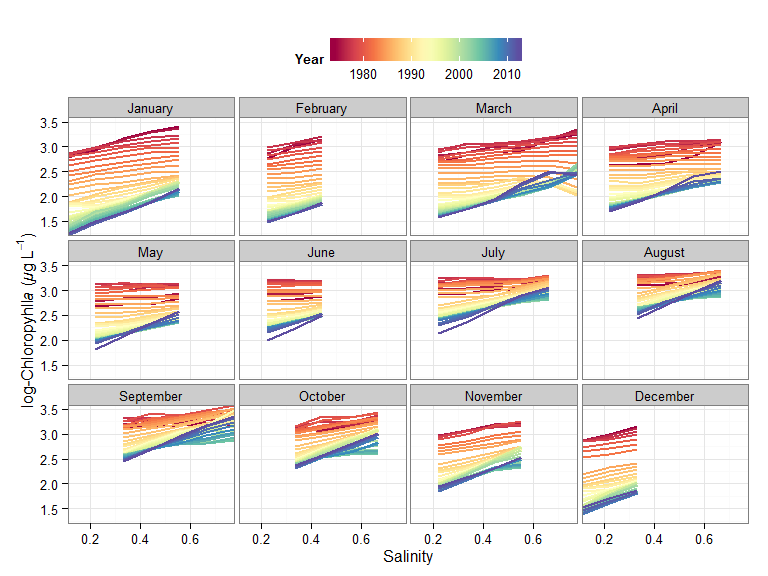 Year
1980 1990 2000 2010
January February March April
3.5
3.0
2.5
2.0
1.5
May June July August
3.5
3.0
2.5
2.0
1.5
September October November December
3.5
3.0
2.5
2.0
1.5
0.2 0.4 0.6 0.2 0.4 0.6 0.2 0.4 0.6 0.2 0.4 0.6
Salinity
log-Chloropyhlla (μg L⁻¹)